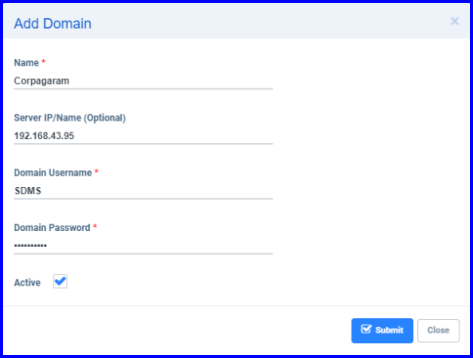 Add Domain ×
Name *
Corpagaram
Server IP/Name (Optional)
192.168.43.95
Domain Username *
SDMS
Domain Password *
••••••••••
Active
Submit Close